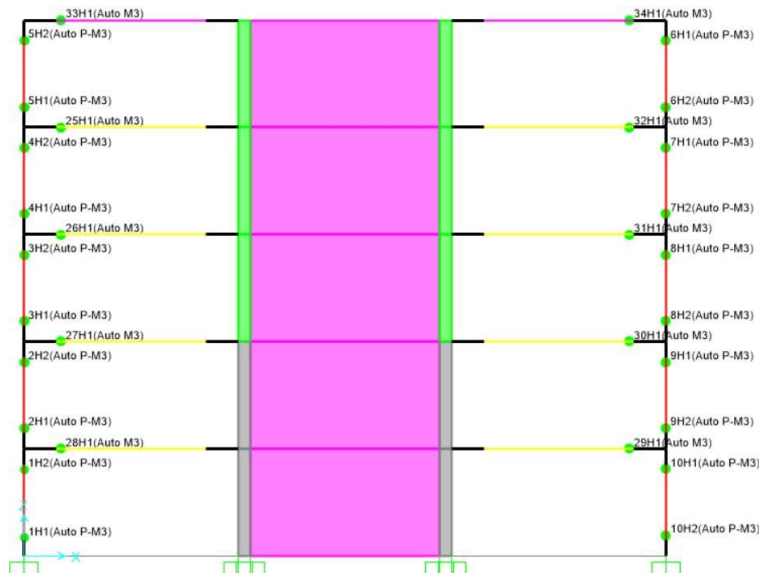 33H1(Auto M3) 34H1(Auto M3)
5H2(Auto P-M3) 6H1(Auto P-M3)
5H1(Auto P-M3) 6H2(Auto P-M3)
25H1(Auto M3) 32H1(Auto M3)
4H2(Auto P-M3) 7H1(Auto P-M3)
4H1(Auto P-M3) 7H2(Auto P-M3)
26H1(Auto M3) 31H1(Auto M3)
3H2(Auto P-M3) 8H1(Auto P-M3)
3H1(Auto P-M3) 8H2(Auto P-M3)
27H1(Auto M3) 30H1(Auto M3)
2H2(Auto P-M3) 9H1(Auto P-M3)
2H1(Auto P-M3) 9H2(Auto P-M3)
28H1(Auto M3) 29H1(Auto M3)
1H2(Auto P-M3) 10H1(Auto P-M3)
1H1(Auto P-M3) 10H2(Auto P-M3)
X